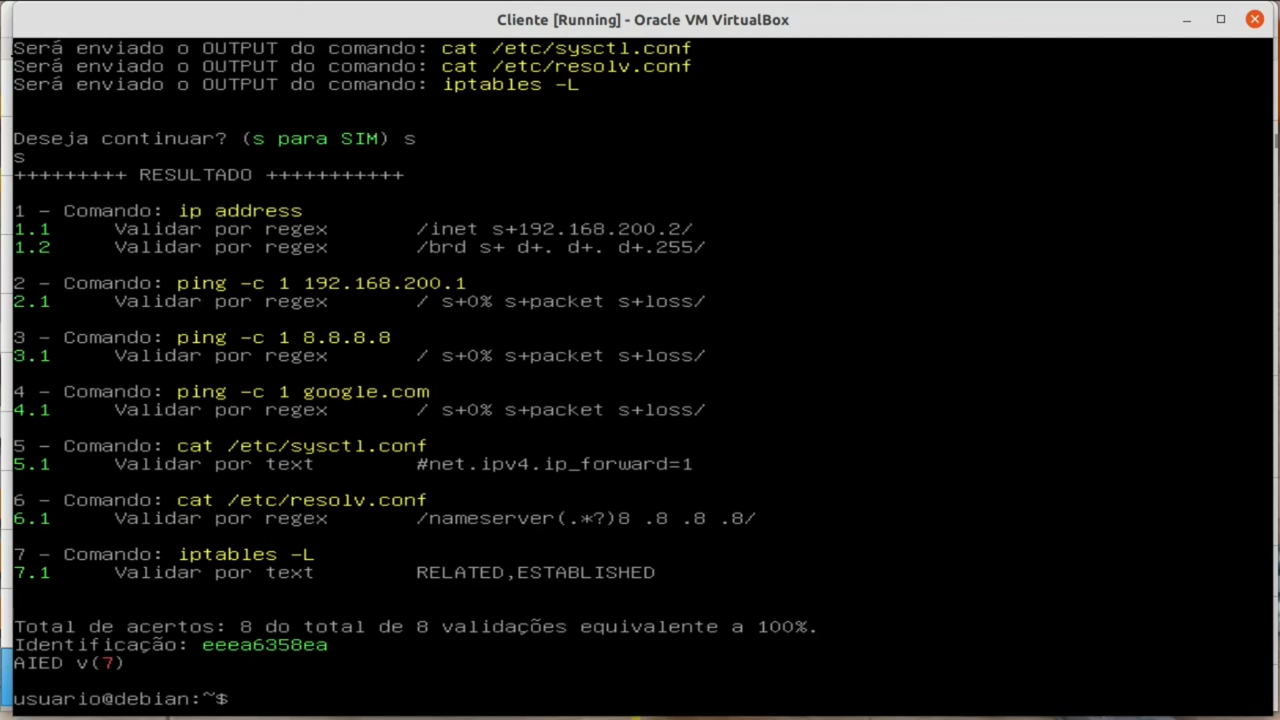 Cliente [Running] - Oracle VM VirtualBox
Será enviado o OUTPUT do comando: cat /etc/sysctl.conf
Será enviado o OUTPUT do comando: cat /etc/resolv.conf
Será enviado o OUTPUT do comando: iptables -L
Deseja continuar? (s para SIM) s
s
+++++++++ RESULTADO +++++++++++
1 - Comando: ip address
1.1 Validar por regex /inet s+192.168.200.2/
1.2 Validar por regex /brd s+ d+. d+. d+.255/
2 - Comando: ping -c 1 192.168.200.1
2.1 Validar por regex / s+0% s+packet s+loss/
3 - Comando: ping -c 1 8.8.8.8
3.1 Validar por regex / s+0% s+packet s+loss/
4 - Comando: ping -c 1 google.com
4.1 Validar por regex / s+0% s+packet s+loss/
5 - Comando: cat /etc/sysctl.conf
5.1 Validar por text #net.ipv4.ip_forward=1
6 - Comando: cat /etc/resolv.conf
6.1 Validar por regex /nameserver(.*?)8 .8 .8 .8/
7 - Comando: iptables -L
7.1 Validar por text RELATED,ESTABLISHED
Total de acertos: 8 do total de 8 validações equivalente a 100%.
Identificação: eeea6358ea
AIED v(7)
usuario@debian:~$